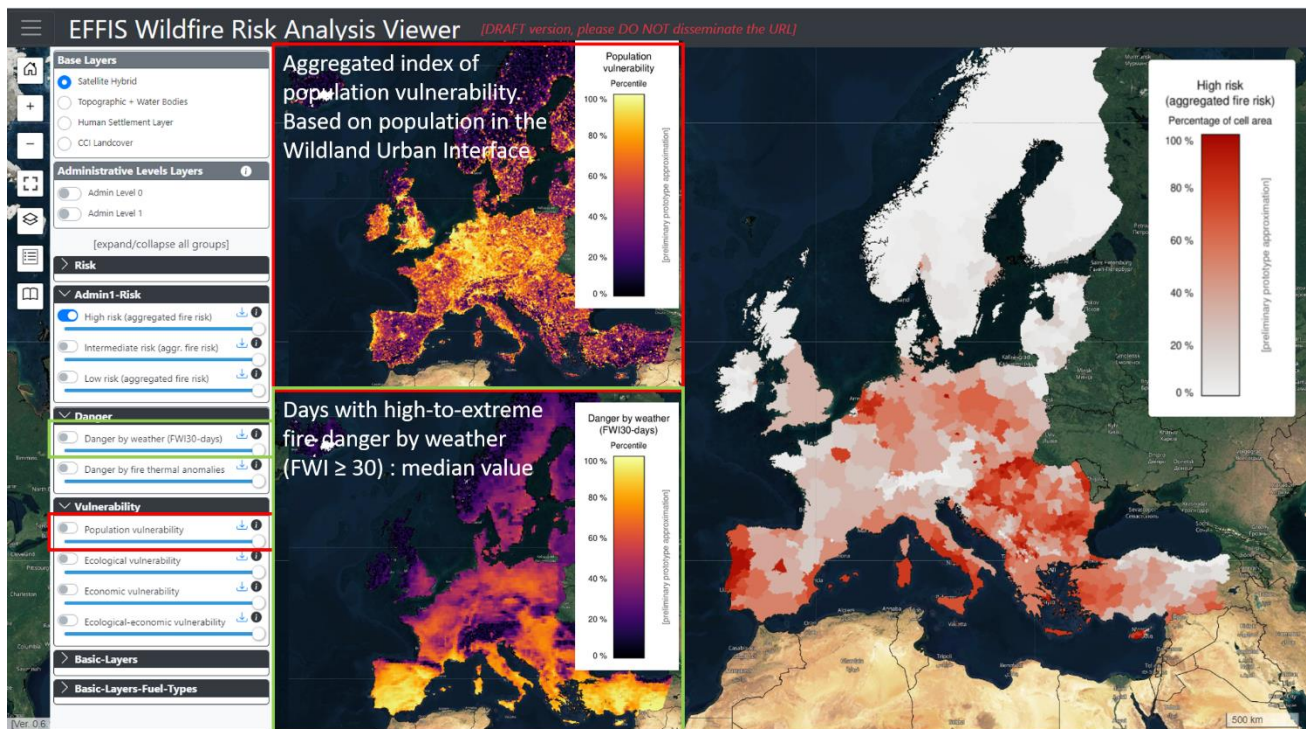 EFFIS Wildfire Risk Analysis Viewer
[DRAFT version, please DO NOT disseminate the URL]
Base Layers
Satellite Hybrid
Topographic + Water Bodies
Human Settlement Layer
CCI Landcover
Administrative Levels Layers
Admin Level 0
Admin Level 1
[expand/collapse all groups]
Risk
Admin1-Risk
High risk (aggregated fire risk)
Intermediate risk (aggr. fire risk)
Low risk (aggregated fire risk)
Danger
Danger by weather (FWI30-days)
Danger by fire thermal anomalies
Vulnerability
Population vulnerability
Ecological vulnerability
Economic vulnerability
Ecological-economic vulnerability
Basic-Layers
Basic-Layers-Fuel-Types
[Ver. 0.6.
Aggregated index of
population vulnerability.
Based on population in the
Wildland Urban Interface
Population
vulnerability
Percentile
100 %
80 %
60 %
40 %
20 %
0 %
[preliminary prototype approximation]
Days with high-to-extreme
fire danger by weather
(FWI ≥ 30) : median value
Danger by weather
(FWI30-days)
Percentile
100 %
80 %
60 %
40 %
20 %
0 %
[preliminary prototype approximation]
High risk
(aggregated fire risk)
Percentage of cell area
100 %
80 %
60 %
40 %
20 %
0 %
[preliminary prototype approximation]
500 km